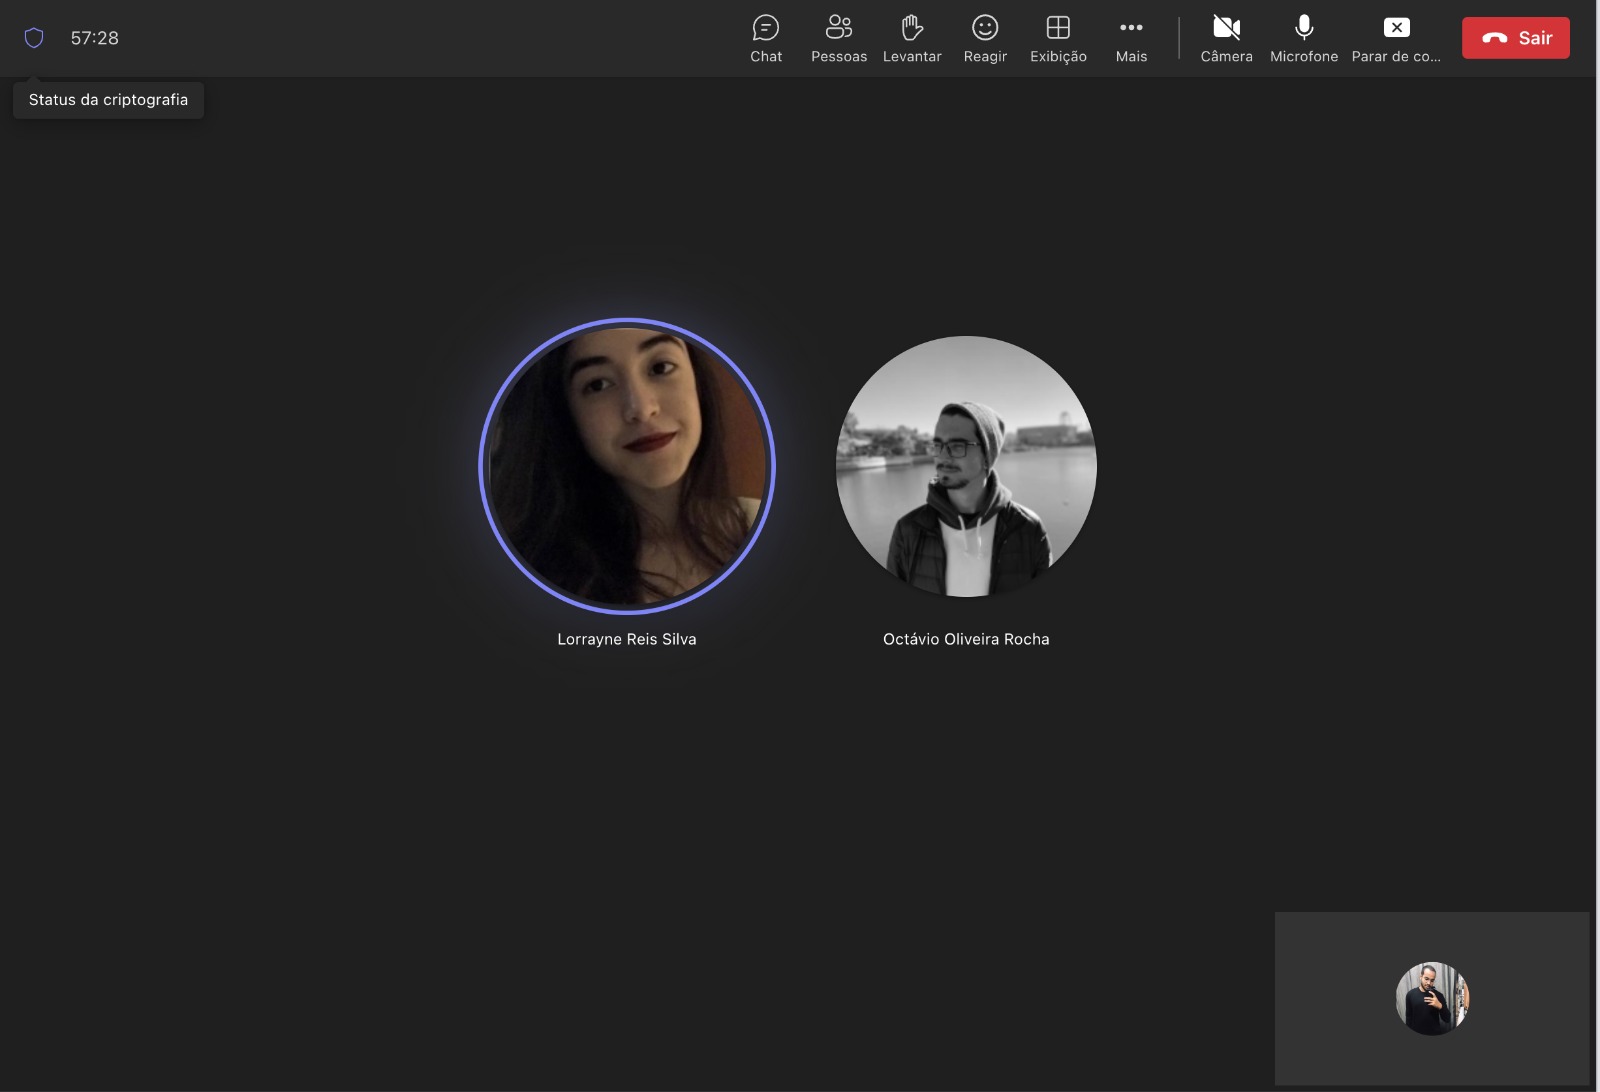 57:28
Chat
Pessoas
Levantar
Reagir
Exibição
Mais
Câmera
Microfone
Parar de co...
Sair
Status da criptografia
Lorrayne Reis Silva
Octávio Oliveira Rocha